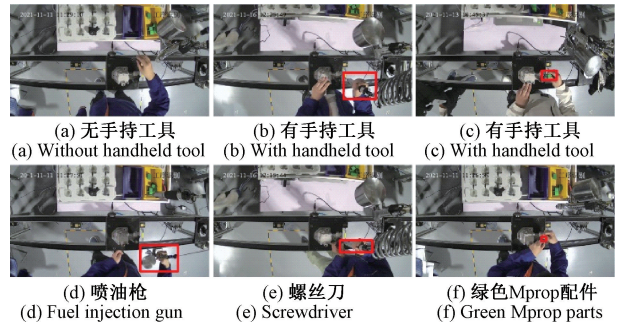 (a) 无手持工具
(a) Without handheld tool
(b) 有手持工具
(b) With handheld tool
(c) 有手持工具
(c) With handheld tool
(d) 喷油枪
(d) Fuel injection gun
(e) 螺丝刀
(e) Screwdriver
(f) 绿色Mprop配件
(f) Green Mprop parts